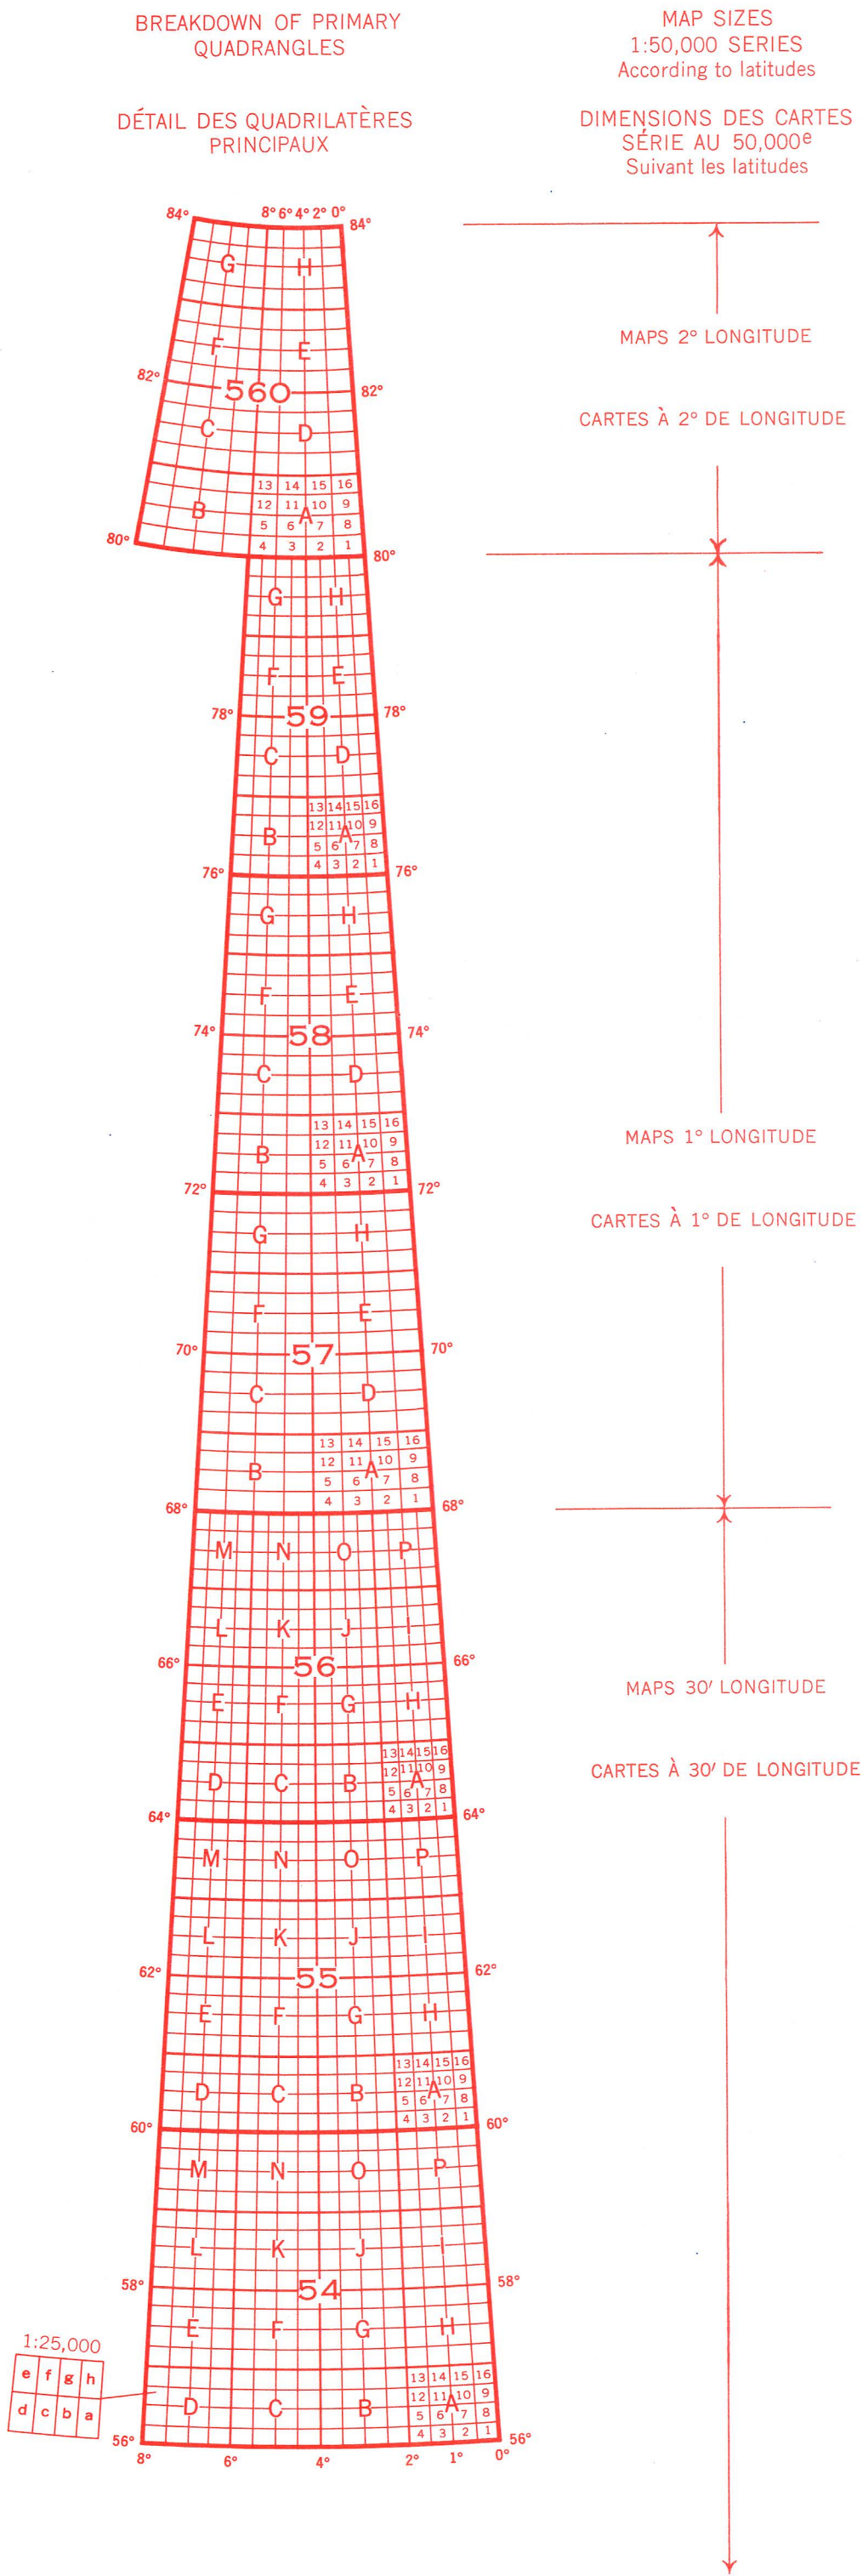 BREAKDOWN OF PRIMARY
QUADRANGLES
DÉTAIL DES QUADRILATÈRES
PRINCIPAUX
MAP SIZES
1:50,000 SERIES
According to latitudes
DIMENSIONS DES CARTES
SÉRIE AU 50,000e
Suivant les latitudes
84° 8° 6° 4° 2° 0° 84°
G H
F E
82° 560 82°
C D
13 14 15 16
12 11 10 9
B A
5 6 7 8
4 3 2 1
80° 80°
MAPS 2° LONGITUDE
CARTES À 2° DE LONGITUDE
G H
F E
78° 59 78°
C D
13 14 15 16
12 11 10 9
B A
5 6 7 8
4 3 2 1
76° 76°
G H
F E
74° 58 74°
C D
13 14 15 16
12 11 10 9
B A
5 6 7 8
4 3 2 1
72° 72°
MAPS 1° LONGITUDE
CARTES À 1° DE LONGITUDE
G H
F E
70° 57 70°
C D
13 14 15 16
12 11 10 9
B A
5 6 7 8
4 3 2 1
68° 68°
M N O P
L K J I
66° 56 66°
E F G H
13 14 15 16
12 11 10 9
D C B A
5 6 7 8
4 3 2 1
64° 64°
MAPS 30′ LONGITUDE
CARTES À 30′ DE LONGITUDE
M N O P
L K J I
62° 55 62°
E F G H
13 14 15 16
12 11 10 9
D C B A
5 6 7 8
4 3 2 1
60° 60°
M N O P
L K J I
58° 54 58°
E F G H
13 14 15 16
12 11 10 9
D C B A
5 6 7 8
4 3 2 1
56° 56°
8° 6° 4° 2° 1° 0°
1:25,000
e f g h
d c b a